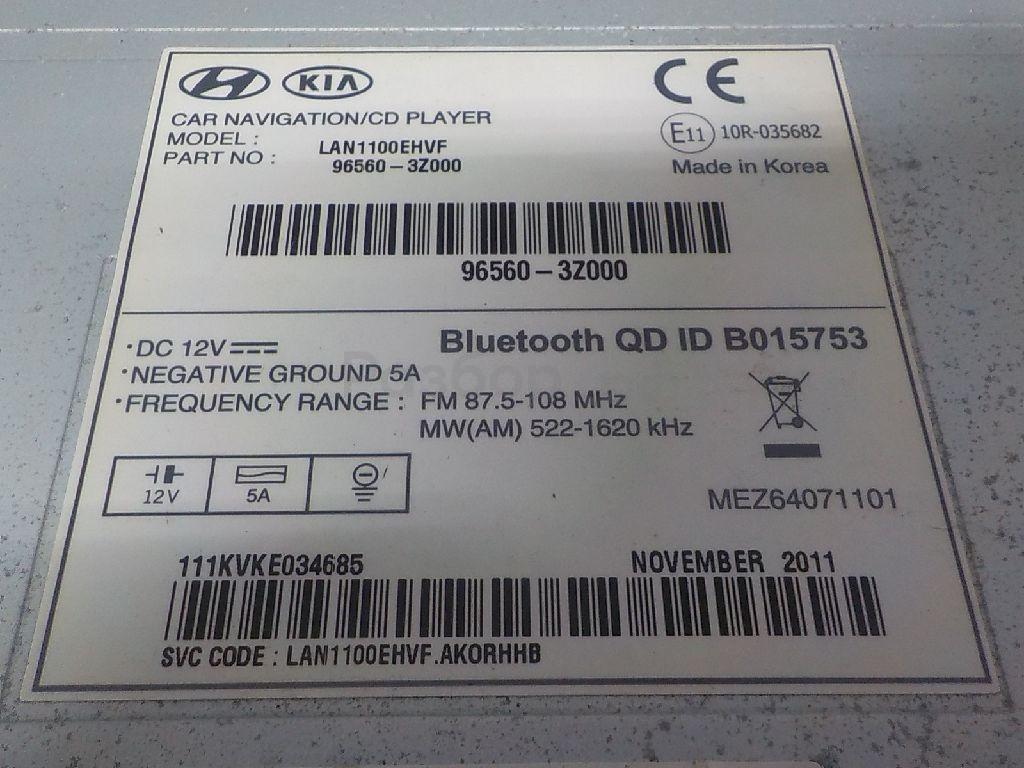 KIA
CE
CAR NAVIGATION/CD PLAYER
MODEL : LAN1100EHVF
PART NO : 96560-3Z000
E11 10R-035682
Made in Korea
96560-3Z000
Bluetooth QD ID B015753
•DC 12V
•NEGATIVE GROUND 5A
•FREQUENCY RANGE : FM 87.5-108 MHz
MW(AM) 522-1620 kHz
12V 5A
MEZ64071101
111KVKE034685 NOVEMBER 2011
SVC CODE : LAN1100EHVF.AKORHHB